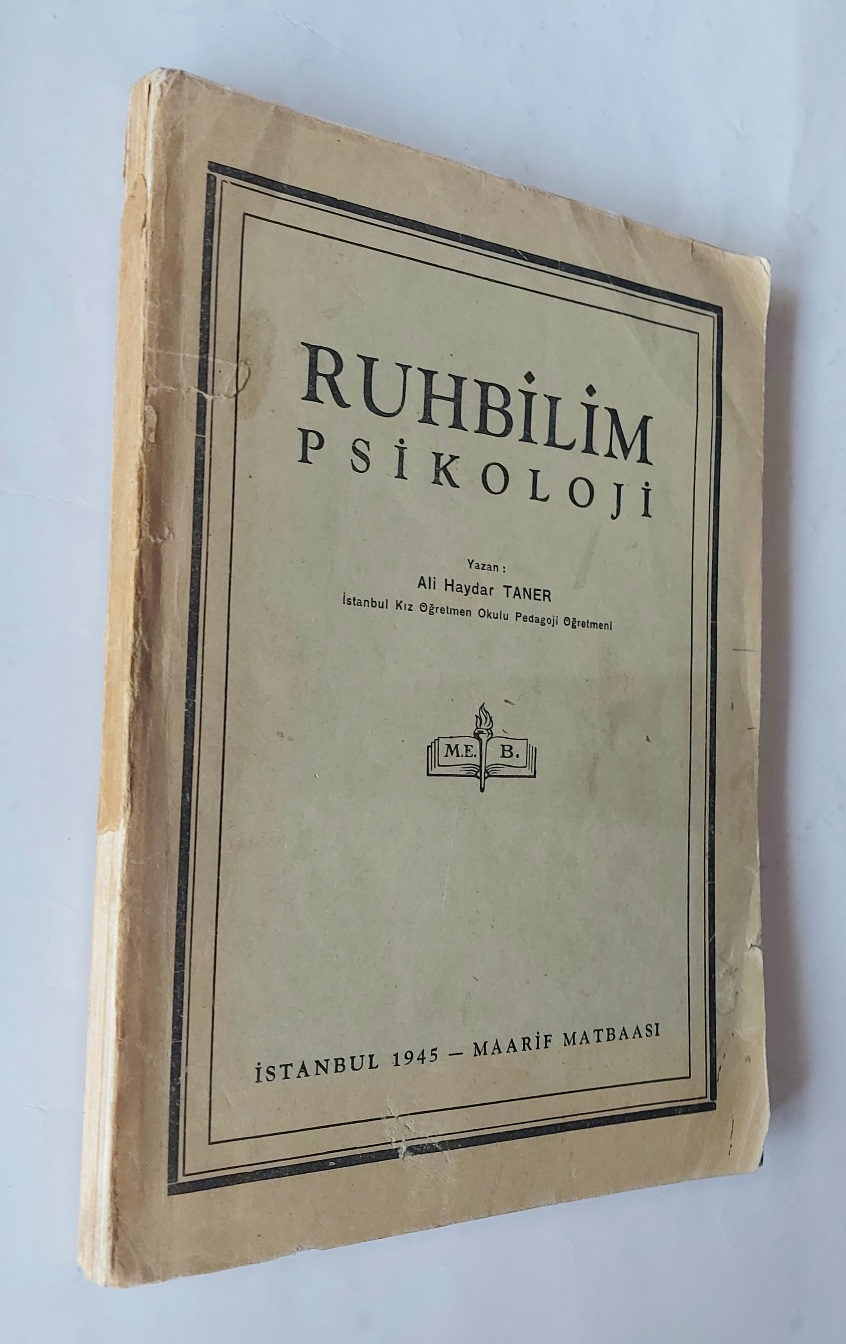 RUHBİLİM
PSİKOLOJİ
Yazan :
Ali Haydar TANER
İstanbul Kız Öğretmen Okulu Pedagoji Öğretmeni
M.E. B.
İSTANBUL 1945 — MAARİF MATBAASI